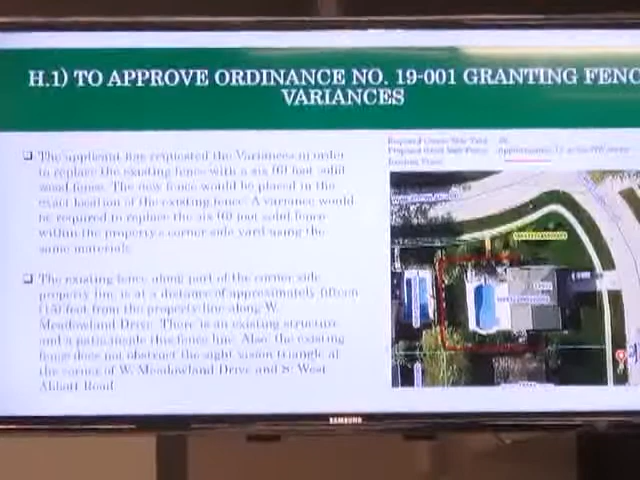 H.1) TO APPROVE ORDINANCE NO. 19-001 GRANTING FENC
VARIANCES
The applicant has requested the Variances in order
to replace the existing fence with a six (6) foot solid
wood fence. The new fence would be placed in the
exact location of the existing fence. A variance would
be required to replace the six (6) foot solid fence
within the property's corner side yard using the
same materials.
The existing fence along part of the corner side
property line is at a distance of approximately fifteen
(15) feet from the property line along W.
Meadowland Drive. There is an existing structure
and a patio inside this fence line. Also, the existing
fence does not obstruct the sight vision triangle at
the corner of W. Meadowland Drive and S. West
Abbott Road.
SAMSUNG